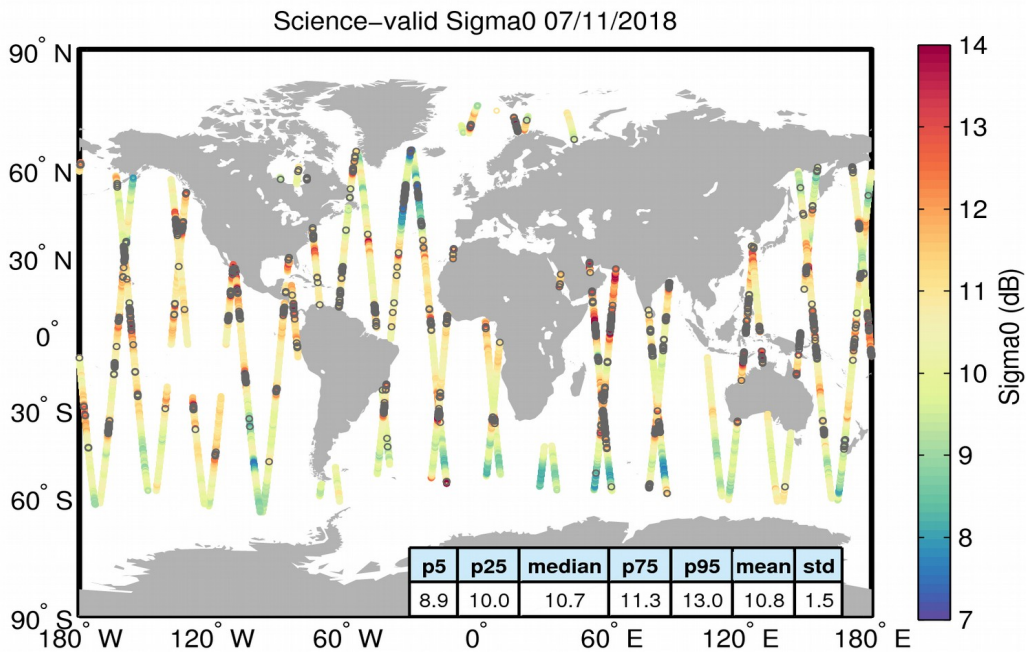 Science−valid Sigma0 07/11/2018
90° N
60° N
30° N
0°
30° S
60° S
90° S
180° W
120° W
60° W
0°
60° E
120° E
180° E
p5 p25 median p75 p95 mean std
8.9 10.0 10.7 11.3 13.0 10.8 1.5
14
13
12
11
10
9
8
7
Sigma0 (dB)